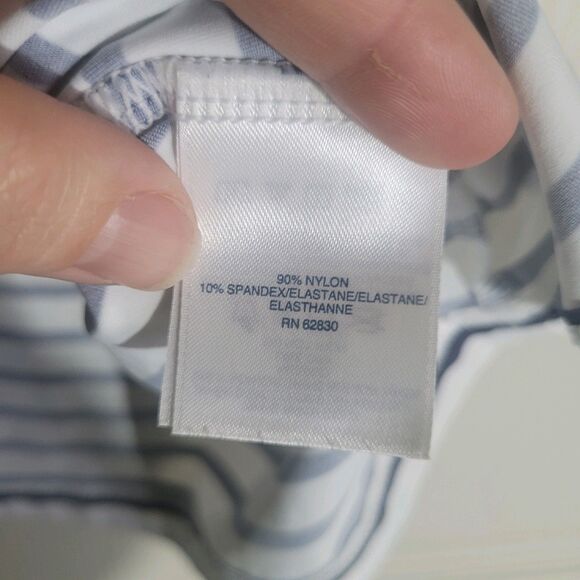 90% NYLON
10% SPANDEX/ELASTANE/ELASTANE/
ELASTHANNE
RN 62830